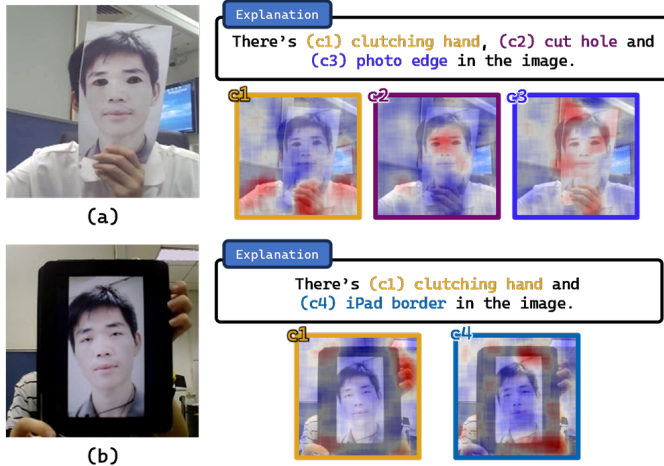 Explanation
There's (c1) clutching hand, (c2) cut hole and
(c3) photo edge in the image.
c1
c2
c3
(a)
Explanation
There's (c1) clutching hand and
(c4) iPad border in the image.
c1
c4
(b)